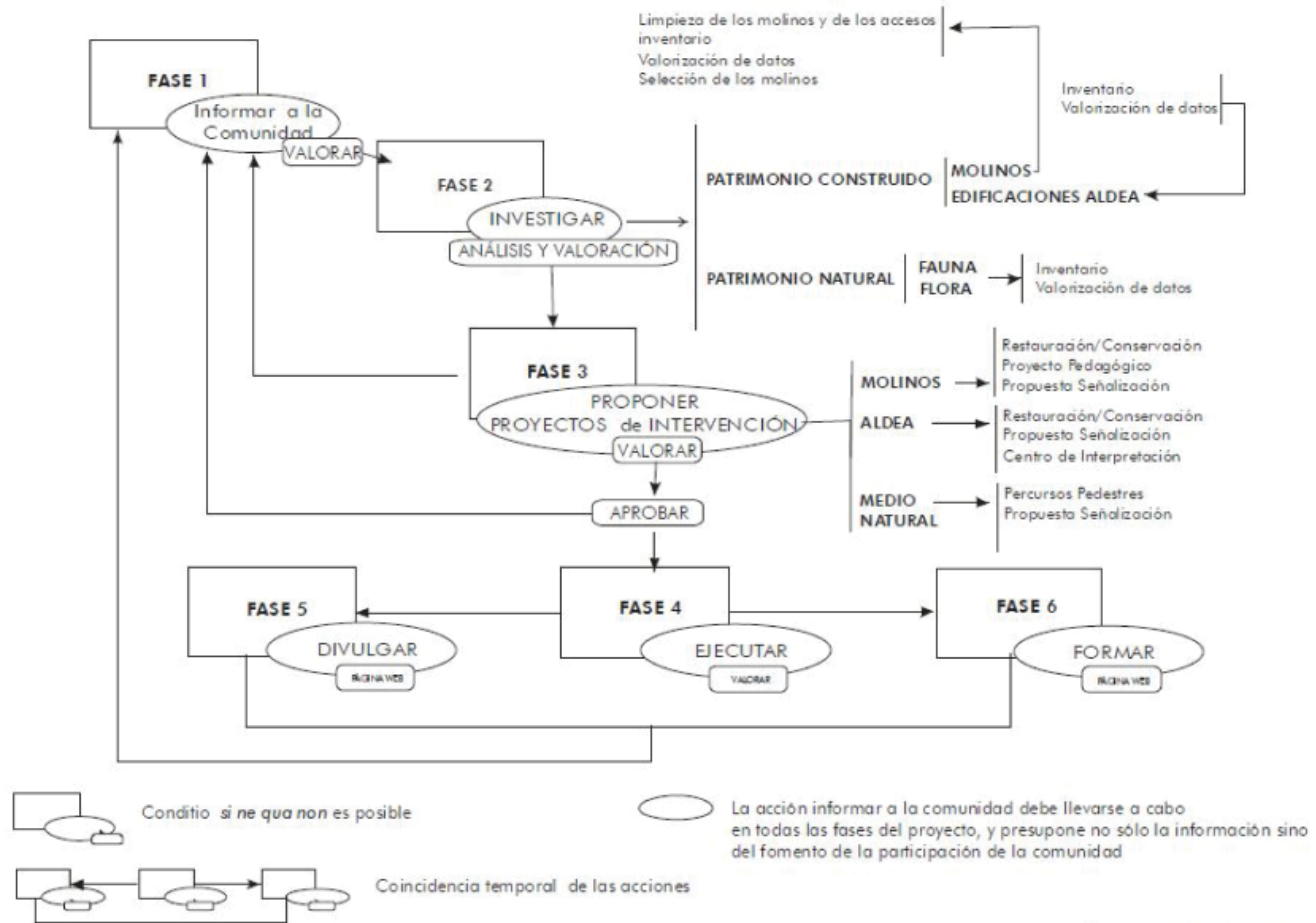 Limpieza de los molinos y de los accesos
inventario
Valorización de datos
Selección de los molinos
FASE 1
Informar a la
Comunidad
VALORAR
Inventario
Valorización de datos
FASE 2
INVESTIGAR
ANÁLISIS Y VALORACIÓN
PATRIMONIO CONSTRUIDO
MOLINOS
EDIFICACIONES ALDEA
PATRIMONIO NATURAL
FAUNA
FLORA
Inventario
Valorización de datos
FASE 3
PROPONER
PROYECTOS de INTERVENCIÓN
VALORAR
MOLINOS
Restauración/Conservación
Proyecto Pedagógico
Propuesta Señalización
ALDEA
Restauración/Conservación
Propuesta Señalización
Centro de Interpretación
MEDIO
NATURAL
Percursos Pedestres
Propuesta Señalización
APROBAR
FASE 5
DIVULGAR
PÁGINA WEB
FASE 4
EJECUTAR
VALORAR
FASE 6
FORMAR
PÁGINA WEB
Conditio si ne qua non es posible
La acción informar a la comunidad debe llevarse a cabo
en todas las fases del proyecto, y presupone no sólo la información sino
del fomento de la participación de la comunidad
Coincidencia temporal de las acciones